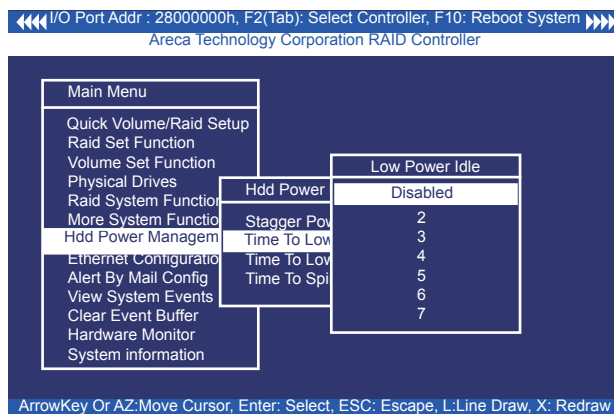 I/O Port Addr : 28000000h, F2(Tab): Select Controller, F10: Reboot System
Areca Technology Corporation RAID Controller
Main Menu
Quick Volume/Raid Setup
Raid Set Function
Volume Set Function
Physical Drives
Raid System Function
More System Functio
Hdd Power Managem
Ethernet Configuratio
Alert By Mail Config
View System Events
Clear Event Buffer
Hardware Monitor
System information
Hdd Power
Stagger Pow
Time To Low
Time To Low
Time To Spi
Low Power Idle
Disabled
2
3
4
5
6
7
ArrowKey Or AZ:Move Cursor, Enter: Select, ESC: Escape, L:Line Draw, X: Redraw